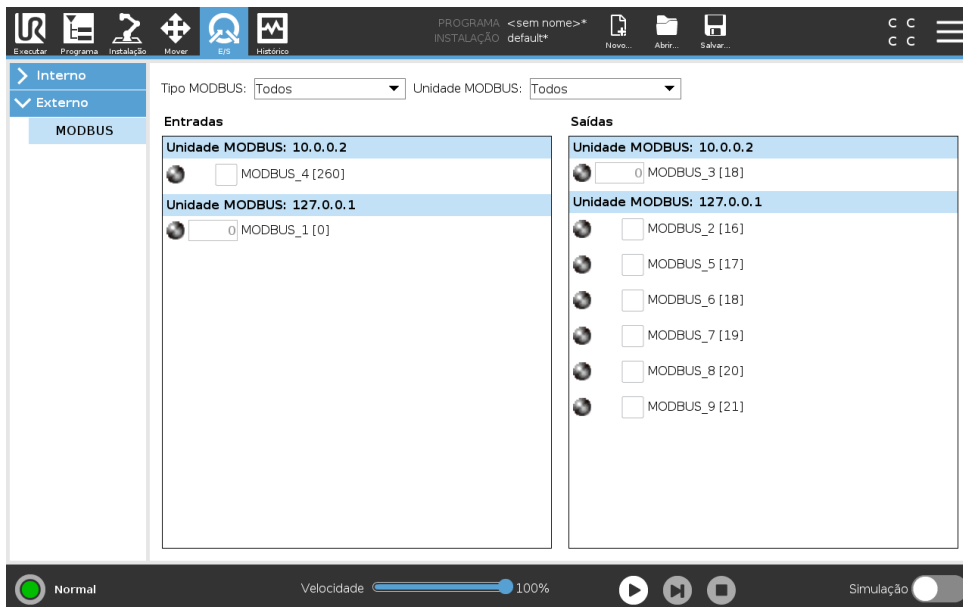 UR
PROGRAMA <sem nome>*
INSTALAÇÃO default*
C C
C C
Executar Programa Instalação Mover E/S Histórico Novo... Abrir... Salvar...
Interno
Externo
MODBUS
Tipo MODBUS: Todos Unidade MODBUS: Todos
Entradas
Unidade MODBUS: 10.0.0.2
MODBUS_4 [260]
Unidade MODBUS: 127.0.0.1
0 MODBUS_1 [0]
Saídas
Unidade MODBUS: 10.0.0.2
0 MODBUS_3 [18]
Unidade MODBUS: 127.0.0.1
MODBUS_2 [16]
MODBUS_5 [17]
MODBUS_6 [18]
MODBUS_7 [19]
MODBUS_8 [20]
MODBUS_9 [21]
Normal
Velocidade 100%
Simulação